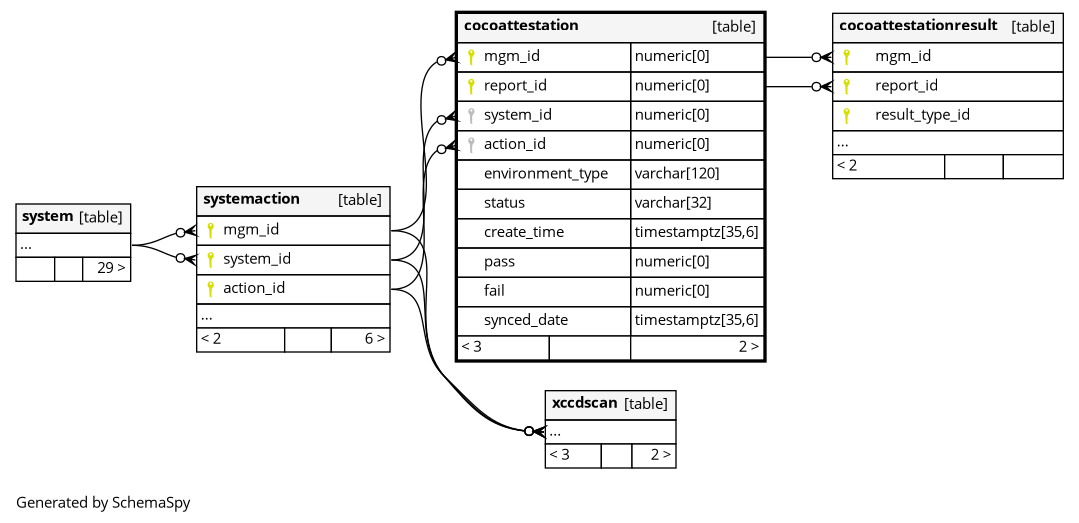 system [table]
...
29 >
systemaction [table]
mgm_id
system_id
action_id
...
< 2 6 >
cocoattestation [table]
mgm_id numeric[0]
report_id numeric[0]
system_id numeric[0]
action_id numeric[0]
environment_type varchar[120]
status varchar[32]
create_time timestamptz[35,6]
pass numeric[0]
fail numeric[0]
synced_date timestamptz[35,6]
< 3 2 >
cocoattestationresult [table]
mgm_id
report_id
result_type_id
...
< 2
xccdscan [table]
...
< 3 2 >
Generated by SchemaSpy